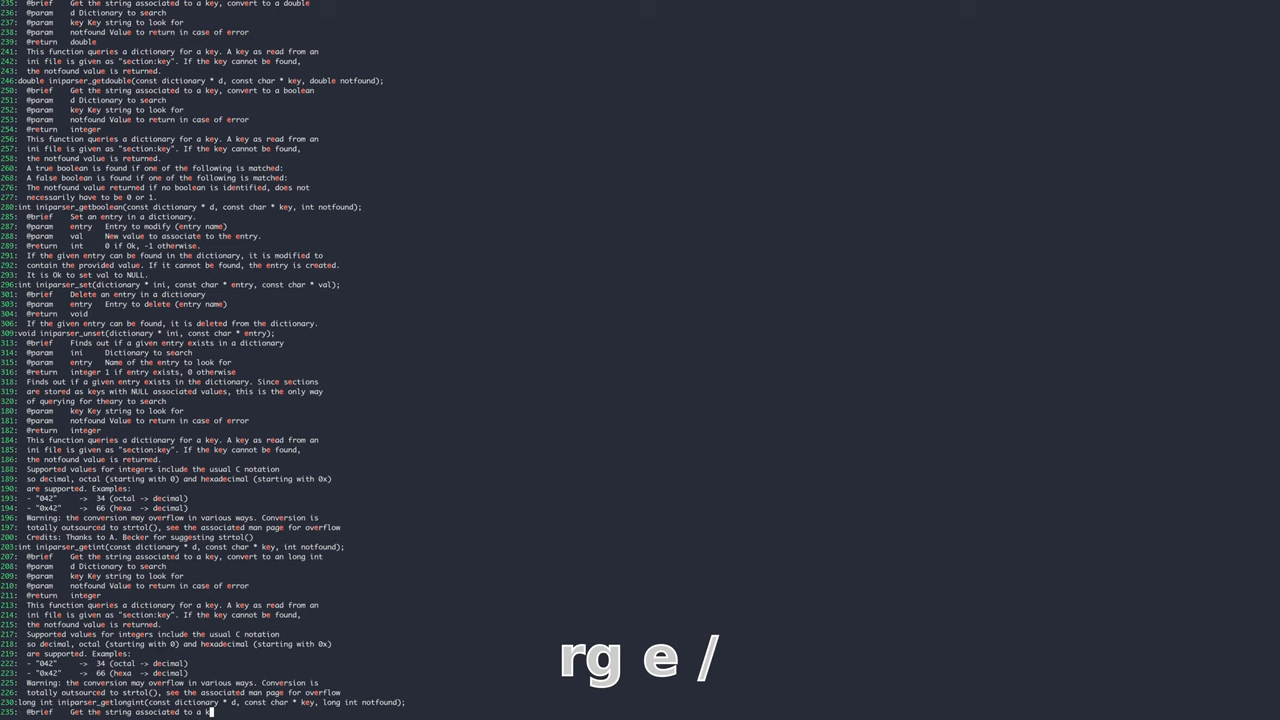 235:  @brief    Get the string associated to a key, convert to a double
236:  @param    d Dictionary to search
237:  @param    key Key string to look for
238:  @param    notfound Value to return in case of error
239:  @return   double
241:  This function queries a dictionary for a key. A key as read from an
242:  ini file is given as "section:key". If the key cannot be found,
243:  the notfound value is returned.
246:double iniparser_getdouble(const dictionary * d, const char * key, double notfound);
250:  @brief    Get the string associated to a key, convert to a boolean
251:  @param    d Dictionary to search
252:  @param    key Key string to look for
253:  @param    notfound Value to return in case of error
254:  @return   integer
256:  This function queries a dictionary for a key. A key as read from an
257:  ini file is given as "section:key". If the key cannot be found,
258:  the notfound value is returned.
260:  A true boolean is found if one of the following is matched:
268:  A false boolean is found if one of the following is matched:
276:  The notfound value returned if no boolean is identified, does not
277:  necessarily have to be 0 or 1.
280:int iniparser_getboolean(const dictionary * d, const char * key, int notfound);
285:  @brief    Set an entry in a dictionary.
287:  @param    entry   Entry to modify (entry name)
288:  @param    val     New value to associate to the entry.
289:  @return   int     0 if Ok, -1 otherwise.
291:  If the given entry can be found in the dictionary, it is modified to
292:  contain the provided value. If it cannot be found, the entry is created.
293:  It is Ok to set val to NULL.
296:int iniparser_set(dictionary * ini, const char * entry, const char * val);
301:  @brief    Delete an entry in a dictionary
303:  @param    entry   Entry to delete (entry name)
304:  @return   void
306:  If the given entry can be found, it is deleted from the dictionary.
309:void iniparser_unset(dictionary * ini, const char * entry);
313:  @brief    Finds out if a given entry exists in a dictionary
314:  @param    ini     Dictionary to search
315:  @param    entry   Name of the entry to look for
316:  @return   integer 1 if entry exists, 0 otherwise
318:  Finds out if a given entry exists in the dictionary. Since sections
319:  are stored as keys with NULL associated values, this is the only way
320:  of querying for theary to search
180:  @param    key Key string to look for
181:  @param    notfound Value to return in case of error
182:  @return   integer
184:  This function queries a dictionary for a key. A key as read from an
185:  ini file is given as "section:key". If the key cannot be found,
186:  the notfound value is returned.
188:  Supported values for integers include the usual C notation
189:  so decimal, octal (starting with 0) and hexadecimal (starting with 0x)
190:  are supported. Examples:
193:  - "042"     ->  34 (octal -> decimal)
194:  - "0x42"    ->  66 (hexa  -> decimal)
196:  Warning: the conversion may overflow in various ways. Conversion is
197:  totally outsourced to strtol(), see the associated man page for overflow
200:  Credits: Thanks to A. Becker for suggesting strtol()
203:int iniparser_getint(const dictionary * d, const char * key, int notfound);
207:  @brief    Get the string associated to a key, convert to an long int
208:  @param    d Dictionary to search
209:  @param    key Key string to look for
210:  @param    notfound Value to return in case of error
211:  @return   integer
213:  This function queries a dictionary for a key. A key as read from an
214:  ini file is given as "section:key". If the key cannot be found,
215:  the notfound value is returned.
217:  Supported values for integers include the usual C notation
218:  so decimal, octal (starting with 0) and hexadecimal (starting with 0x)
219:  are supported. Examples:
222:  - "042"     ->  34 (octal -> decimal)
223:  - "0x42"    ->  66 (hexa  -> decimal)
225:  Warning: the conversion may overflow in various ways. Conversion is
226:  totally outsourced to strtol(), see the associated man page for overflow
230:long int iniparser_getlongint(const dictionary * d, const char * key, long int notfound);
235:  @brief    Get the string associated to a k
rg e /